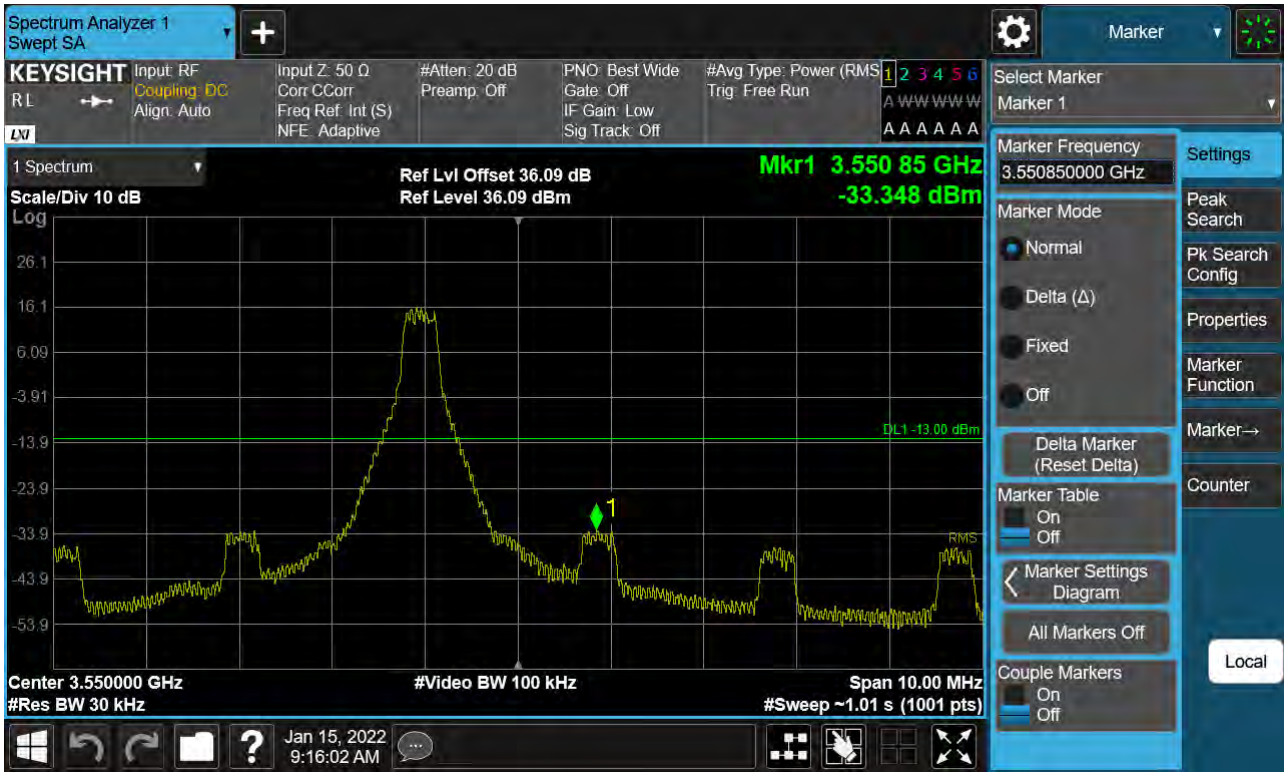 Spectrum Analyzer 1
Swept SA
+
Marker
KEYSIGHT
RL
LXI
Input: RF
Coupling: DC
Align: Auto
Input Z: 50 Ω
Corr CCorr
Freq Ref: Int (S)
NFE: Adaptive
#Atten: 20 dB
Preamp: Off
PNO: Best Wide
Gate: Off
IF Gain: Low
Sig Track: Off
#Avg Type: Power (RMS
Trig: Free Run
1 2 3 4 5 6
A W W W W W
A A A A A A
Select Marker
Marker 1
1 Spectrum
Scale/Div 10 dB
Log
Ref Lvl Offset 36.09 dB
Ref Level 36.09 dBm
Mkr1 3.550 85 GHz
-33.348 dBm
26.1
16.1
6.09
-3.91
-13.9
-23.9
-33.9
-43.9
-53.9
DL1 -13.00 dBm
1
RMS
Center 3.550000 GHz
#Res BW 30 kHz
#Video BW 100 kHz
Span 10.00 MHz
#Sweep ~1.01 s (1001 pts)
Marker Frequency
3.550850000 GHz
Marker Mode
Normal
Delta (Δ)
Fixed
Off
Delta Marker
(Reset Delta)
Marker Table
On
Off
Marker Settings
Diagram
All Markers Off
Couple Markers
On
Off
Settings
Peak
Search
Pk Search
Config
Properties
Marker
Function
Marker→
Counter
Local
?
Jan 15, 2022
9:16:02 AM